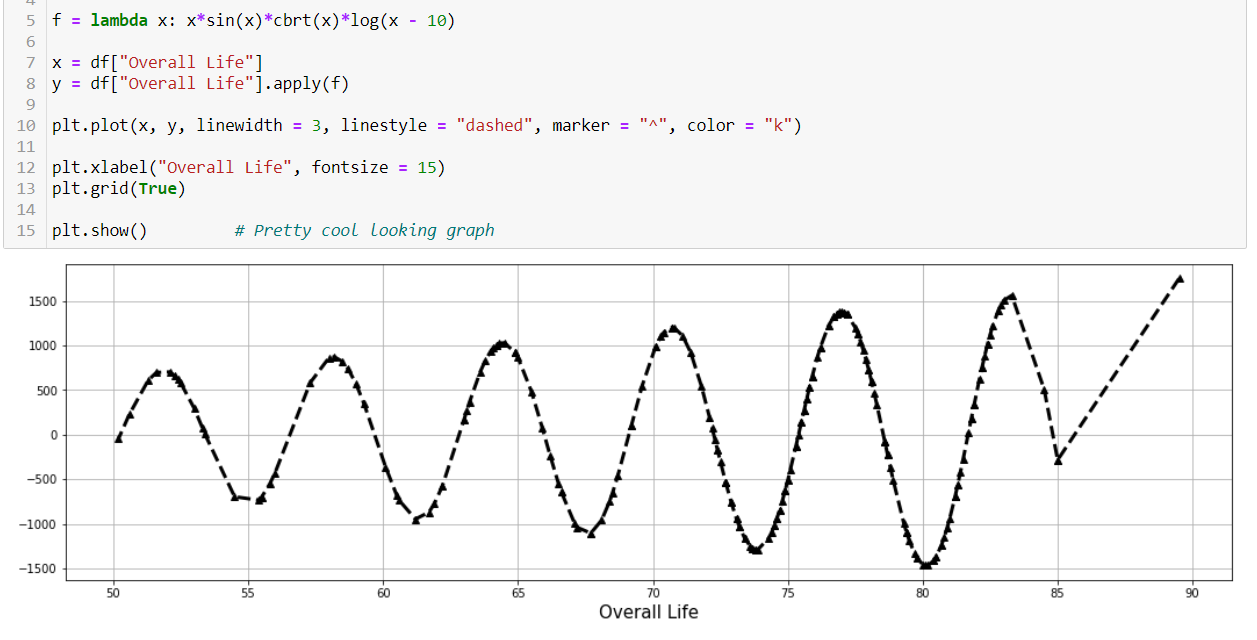 4
5 f = lambda x: x*sin(x)*cbrt(x)*log(x - 10)
6
7 x = df["Overall Life"]
8 y = df["Overall Life"].apply(f)
9
10 plt.plot(x, y, linewidth = 3, linestyle = "dashed", marker = "^", color = "k")
11
12 plt.xlabel("Overall Life", fontsize = 15)
13 plt.grid(True)
14
15 plt.show() # Pretty cool looking graph
1500
1000
500
0
−500
−1000
−1500
50 55 60 65 70 75 80 85 90
Overall Life